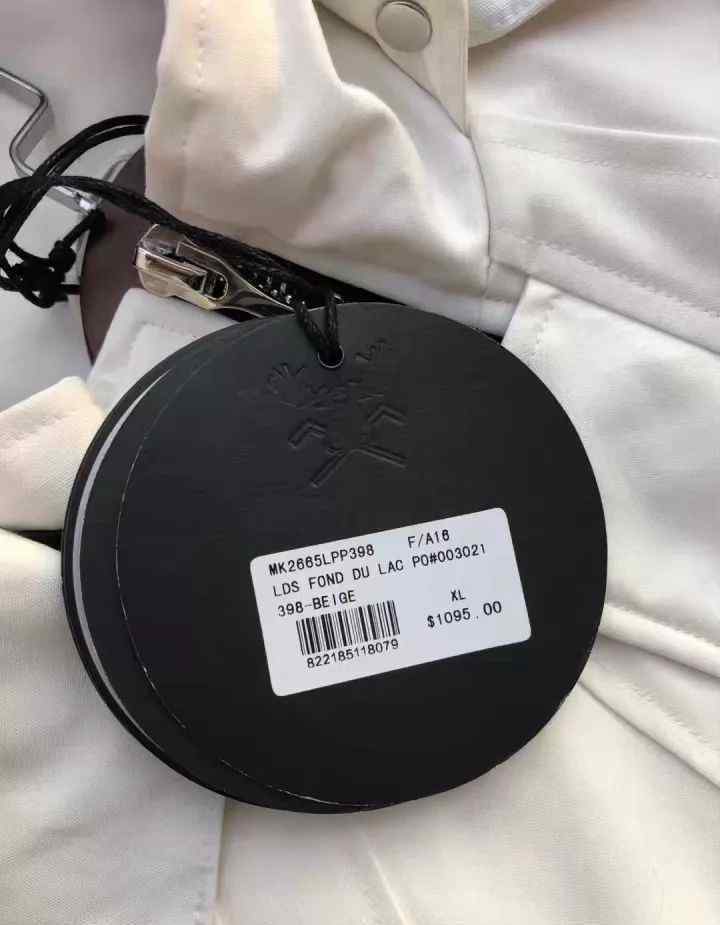 MK2665LPP398 F/A16
LDS FOND DU LAC PO#003021
398-BEIGE XL
$1095.00
822185118079